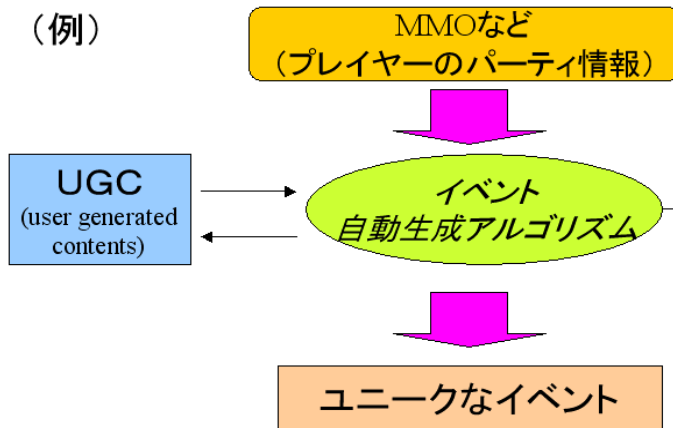 （例）
MMOなど
（プレイヤーのパーティ情報）
UGC
(user generated
contents)
イベント
自動生成アルゴリズム
ユニークなイベント